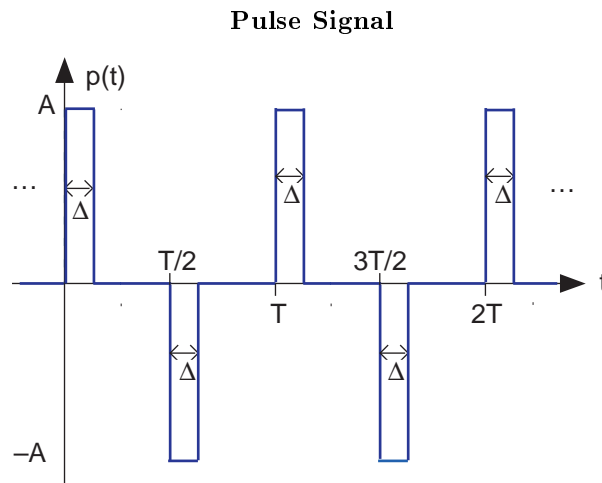 Pulse Signal
p(t)
A
... ...
Δ Δ Δ
T/2 3T/2
t
T 2T
Δ Δ
–A